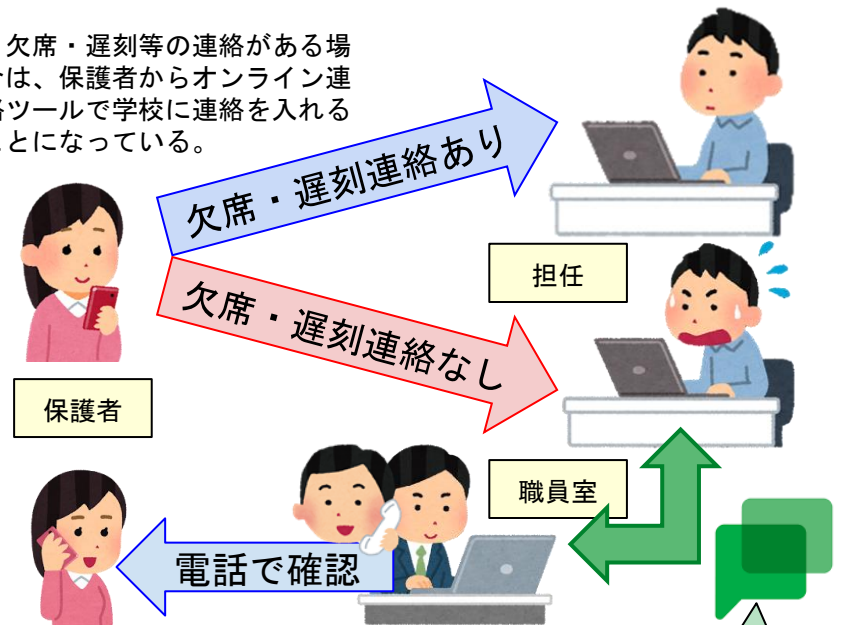 欠席・遅刻等の連絡がある場
合は、保護者からオンライン連
絡ツールで学校に連絡を入れる
ことになっている。
欠席・遅刻連絡あり
担任
欠席・遅刻連絡なし
保護者
職員室
電話で確認